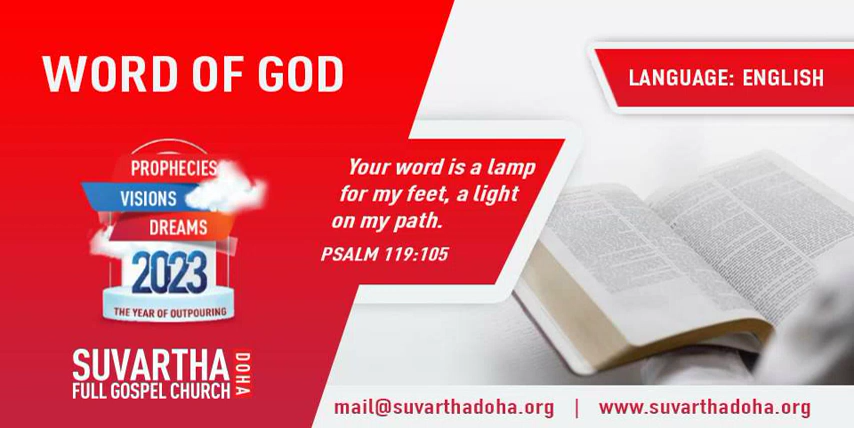 WORD OF GOD
LANGUAGE: ENGLISH
PROPHECIES
VISIONS
DREAMS
2023
THE YEAR OF OUTPOURING
Your word is a lamp
for my feet, a light
on my path.
PSALM 119:105
SUVARTHA
DOHA
FULL GOSPEL CHURCH
mail@suvarthadoha.org | www.suvarthadoha.org